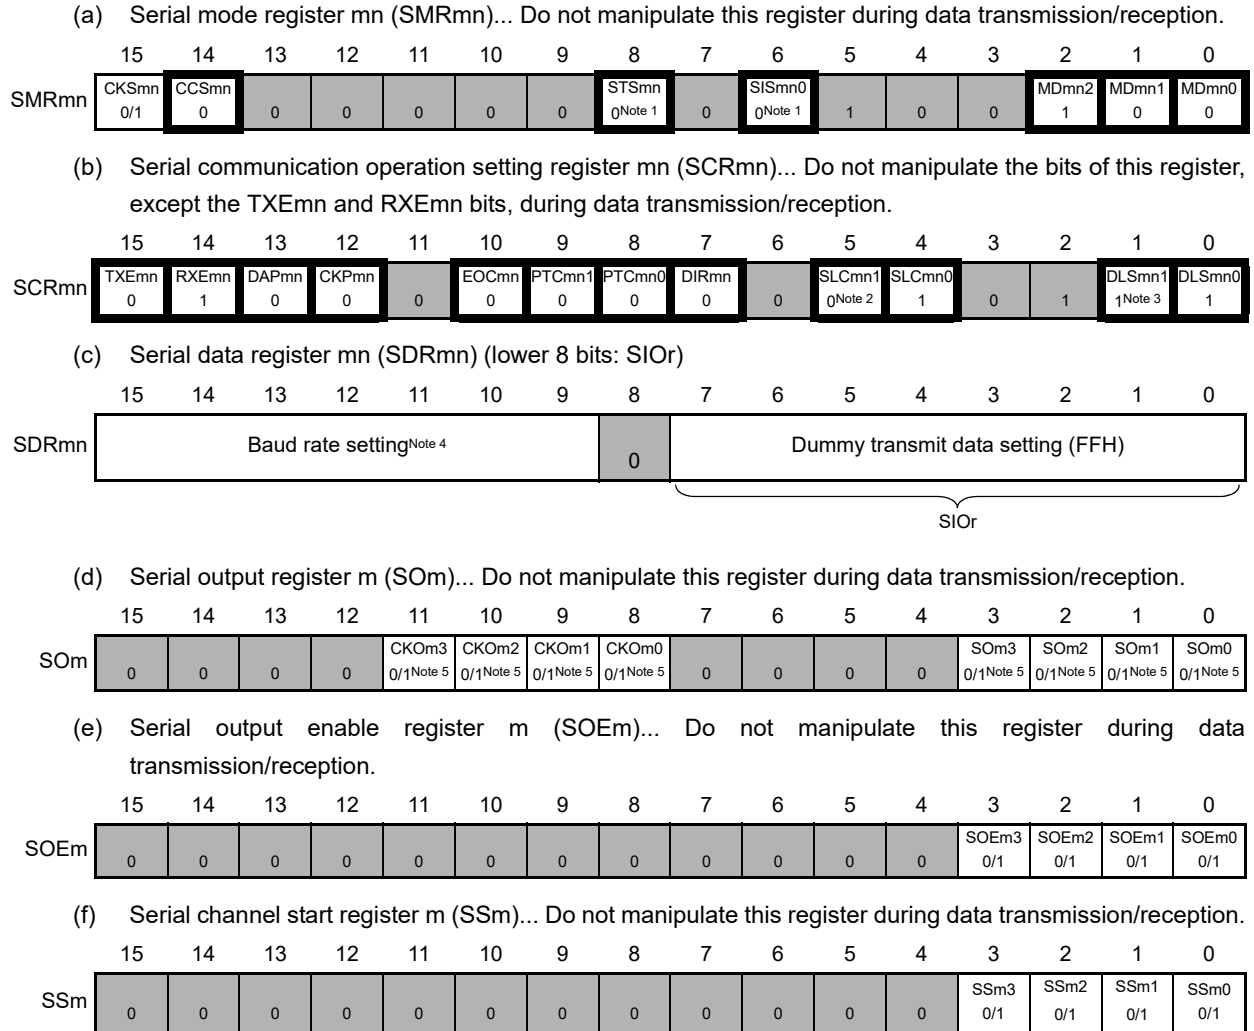 (a) Serial mode register mn (SMRmn)... Do not manipulate this register during data transmission/reception.
15 14 13 12 11 10 9 8 7 6 5 4 3 2 1 0
SMRmn
CKSmn CCSmn STSmn SISmn0 MDmn2 MDmn1 MDmn0
0/1 0 0 0 0 0 0 0Note 1 0 0Note 1 1 0 0 1 0 0
(b) Serial communication operation setting register mn (SCRmn)... Do not manipulate the bits of this register,
except the TXEmn and RXEmn bits, during data transmission/reception.
15 14 13 12 11 10 9 8 7 6 5 4 3 2 1 0
SCRmn
TXEmn RXEmn DAPmn CKPmn EOCmn PTCmn1 PTCmn0 DIRmn SLCmn1 SLCmn0 DLSmn1 DLSmn0
0 1 0 0 0 0 0 0 0 0 0Note 2 1 0 1 1Note 3 1
(c) Serial data register mn (SDRmn) (lower 8 bits: SIOr)
15 14 13 12 11 10 9 8 7 6 5 4 3 2 1 0
SDRmn Baud rate settingNote 4 0 Dummy transmit data setting (FFH)
SIOr
(d) Serial output register m (SOm)... Do not manipulate this register during data transmission/reception.
15 14 13 12 11 10 9 8 7 6 5 4 3 2 1 0
SOm
CKOm3 CKOm2 CKOm1 CKOm0 SOm3 SOm2 SOm1 SOm0
0 0 0 0 0/1Note 5 0/1Note 5 0/1Note 5 0/1Note 5 0 0 0 0 0/1Note 5 0/1Note 5 0/1Note 5 0/1Note 5
(e) Serial output enable register m (SOEm)... Do not manipulate this register during data
transmission/reception.
15 14 13 12 11 10 9 8 7 6 5 4 3 2 1 0
SOEm
SOEm3 SOEm2 SOEm1 SOEm0
0 0 0 0 0 0 0 0 0 0 0 0 0/1 0/1 0/1 0/1
(f) Serial channel start register m (SSm)... Do not manipulate this register during data transmission/reception.
15 14 13 12 11 10 9 8 7 6 5 4 3 2 1 0
SSm
SSm3 SSm2 SSm1 SSm0
0 0 0 0 0 0 0 0 0 0 0 0 0/1 0/1 0/1 0/1